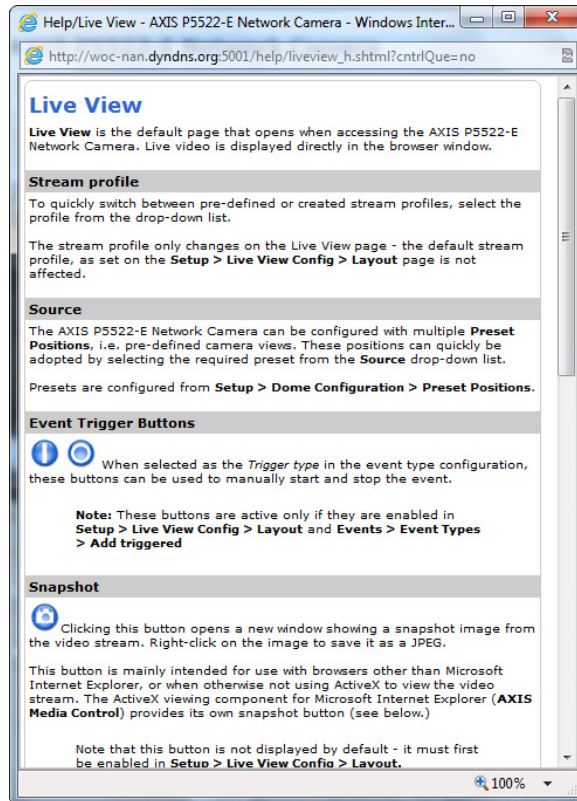 Help/Live View - AXIS P5522-E Network Camera - Windows Inter...
http://woc-nan.dyndns.org:5001/help/liveview_h.shtml?cntrlQue=no
Live View
Live View is the default page that opens when accessing the AXIS P5522-E
Network Camera. Live video is displayed directly in the browser window.
Stream profile
To quickly switch between pre-defined or created stream profiles, select the
profile from the drop-down list.
The stream profile only changes on the Live View page - the default stream
profile, as set on the Setup > Live View Config > Layout page is not
affected.
Source
The AXIS P5522-E Network Camera can be configured with multiple Preset
Positions, i.e. pre-defined camera views. These positions can quickly be
adopted by selecting the required preset from the Source drop-down list.
Presets are configured from Setup > Dome Configuration > Preset Positions.
Event Trigger Buttons
When selected as the Trigger type in the event type configuration,
these buttons can be used to manually start and stop the event.
Note: These buttons are active only if they are enabled in
Setup > Live View Config > Layout and Events > Event Types
> Add triggered
Snapshot
Clicking this button opens a new window showing a snapshot image from
the video stream. Right-click on the image to save it as a JPEG.
This button is mainly intended for use with browsers other than Microsoft
Internet Explorer, or when otherwise not using ActiveX to view the video
stream. The ActiveX viewing component for Microsoft Internet Explorer (AXIS
Media Control) provides its own snapshot button (see below.)
Note that this button is not displayed by default - it must first
be enabled in Setup > Live View Config > Layout.
100%